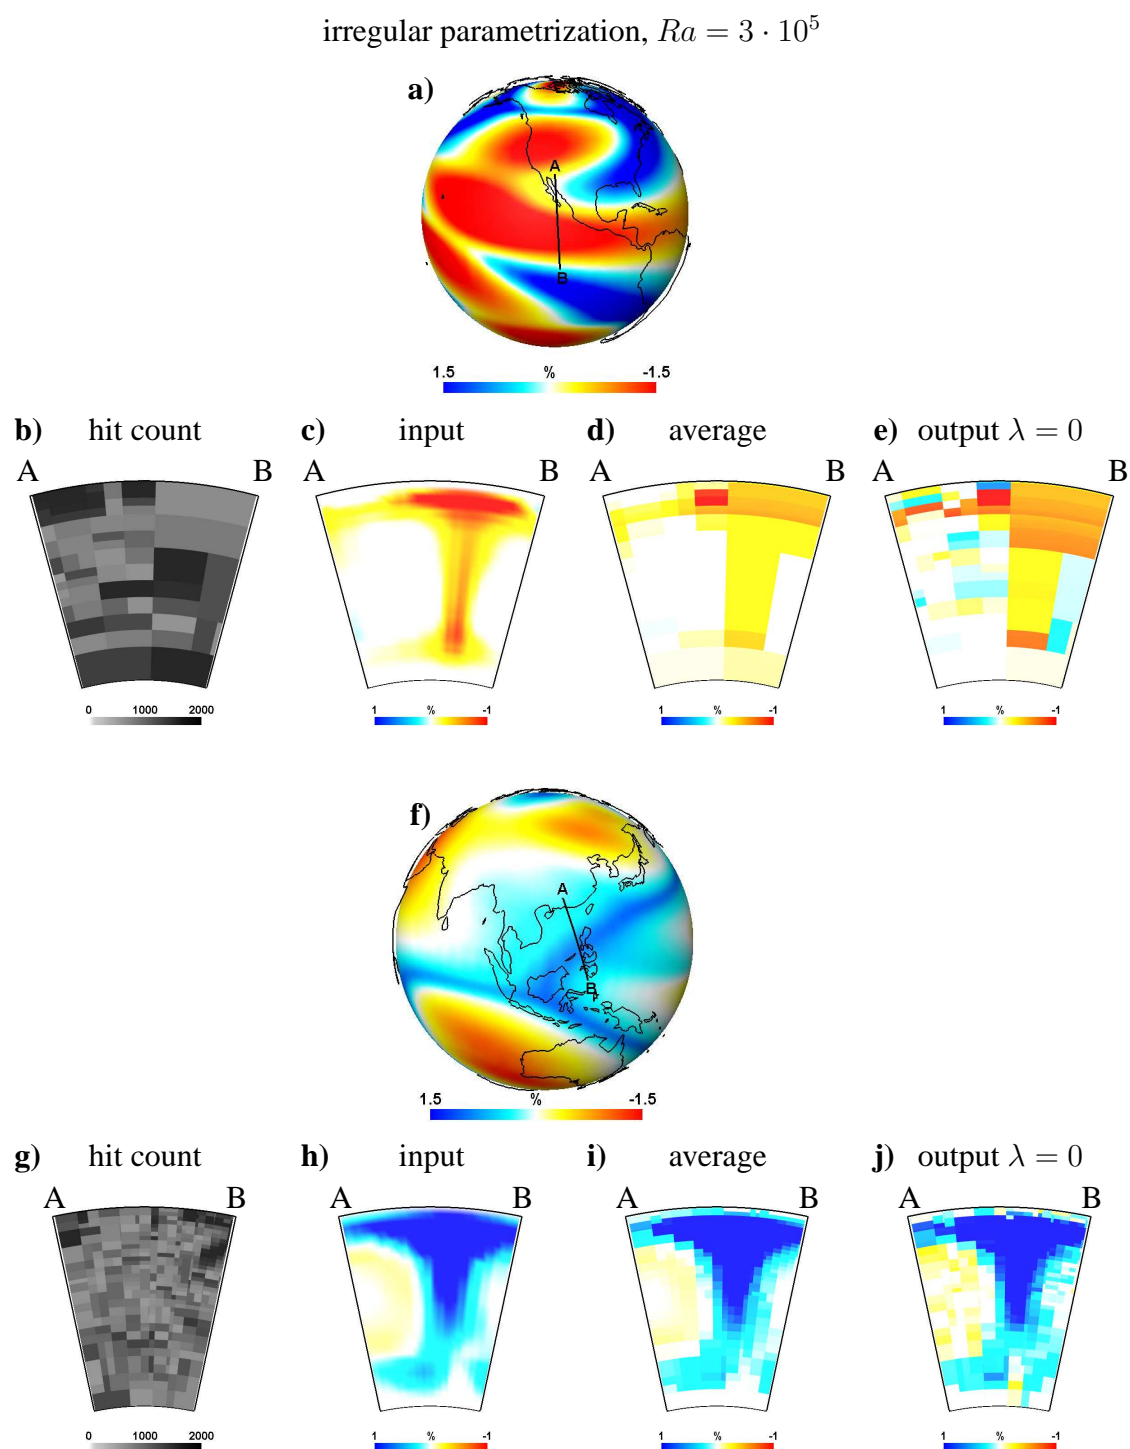 irregular parametrization, Ra = 3 · 10⁵
a)
A
B
1.5 % -1.5
b) hit count
c) input
d) average
e) output λ = 0
A B
A B
A B
A B
0 1000 2000
1 % -1
1 % -1
1 % -1
f)
A
B
1.5 % -1.5
g) hit count
h) input
i) average
j) output λ = 0
A B
A B
A B
A B
0 1000 2000
1 % -1
1 % -1
1 % -1